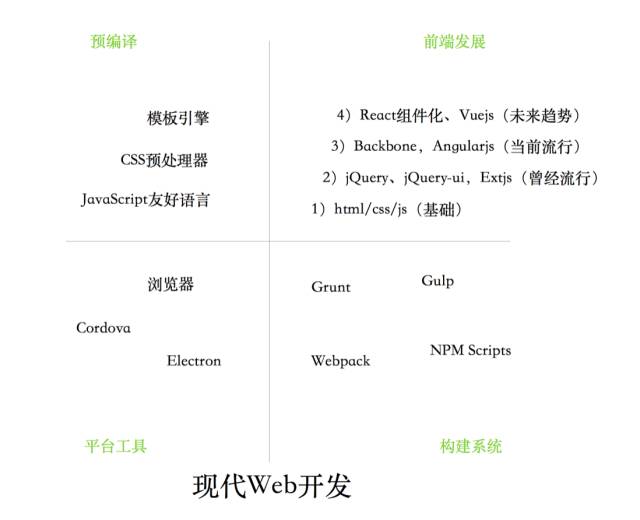 预编译
前端发展
模板引擎
CSS预处理器
JavaScript友好语言
4）React组件化、Vuejs（未来趋势）
3）Backbone，Angularjs（当前流行）
2）jQuery、jQuery-ui，Extjs（曾经流行）
1）html/css/js（基础）
浏览器
Cordova
Electron
Grunt
Gulp
Webpack
NPM Scripts
平台工具
构建系统
现代Web开发